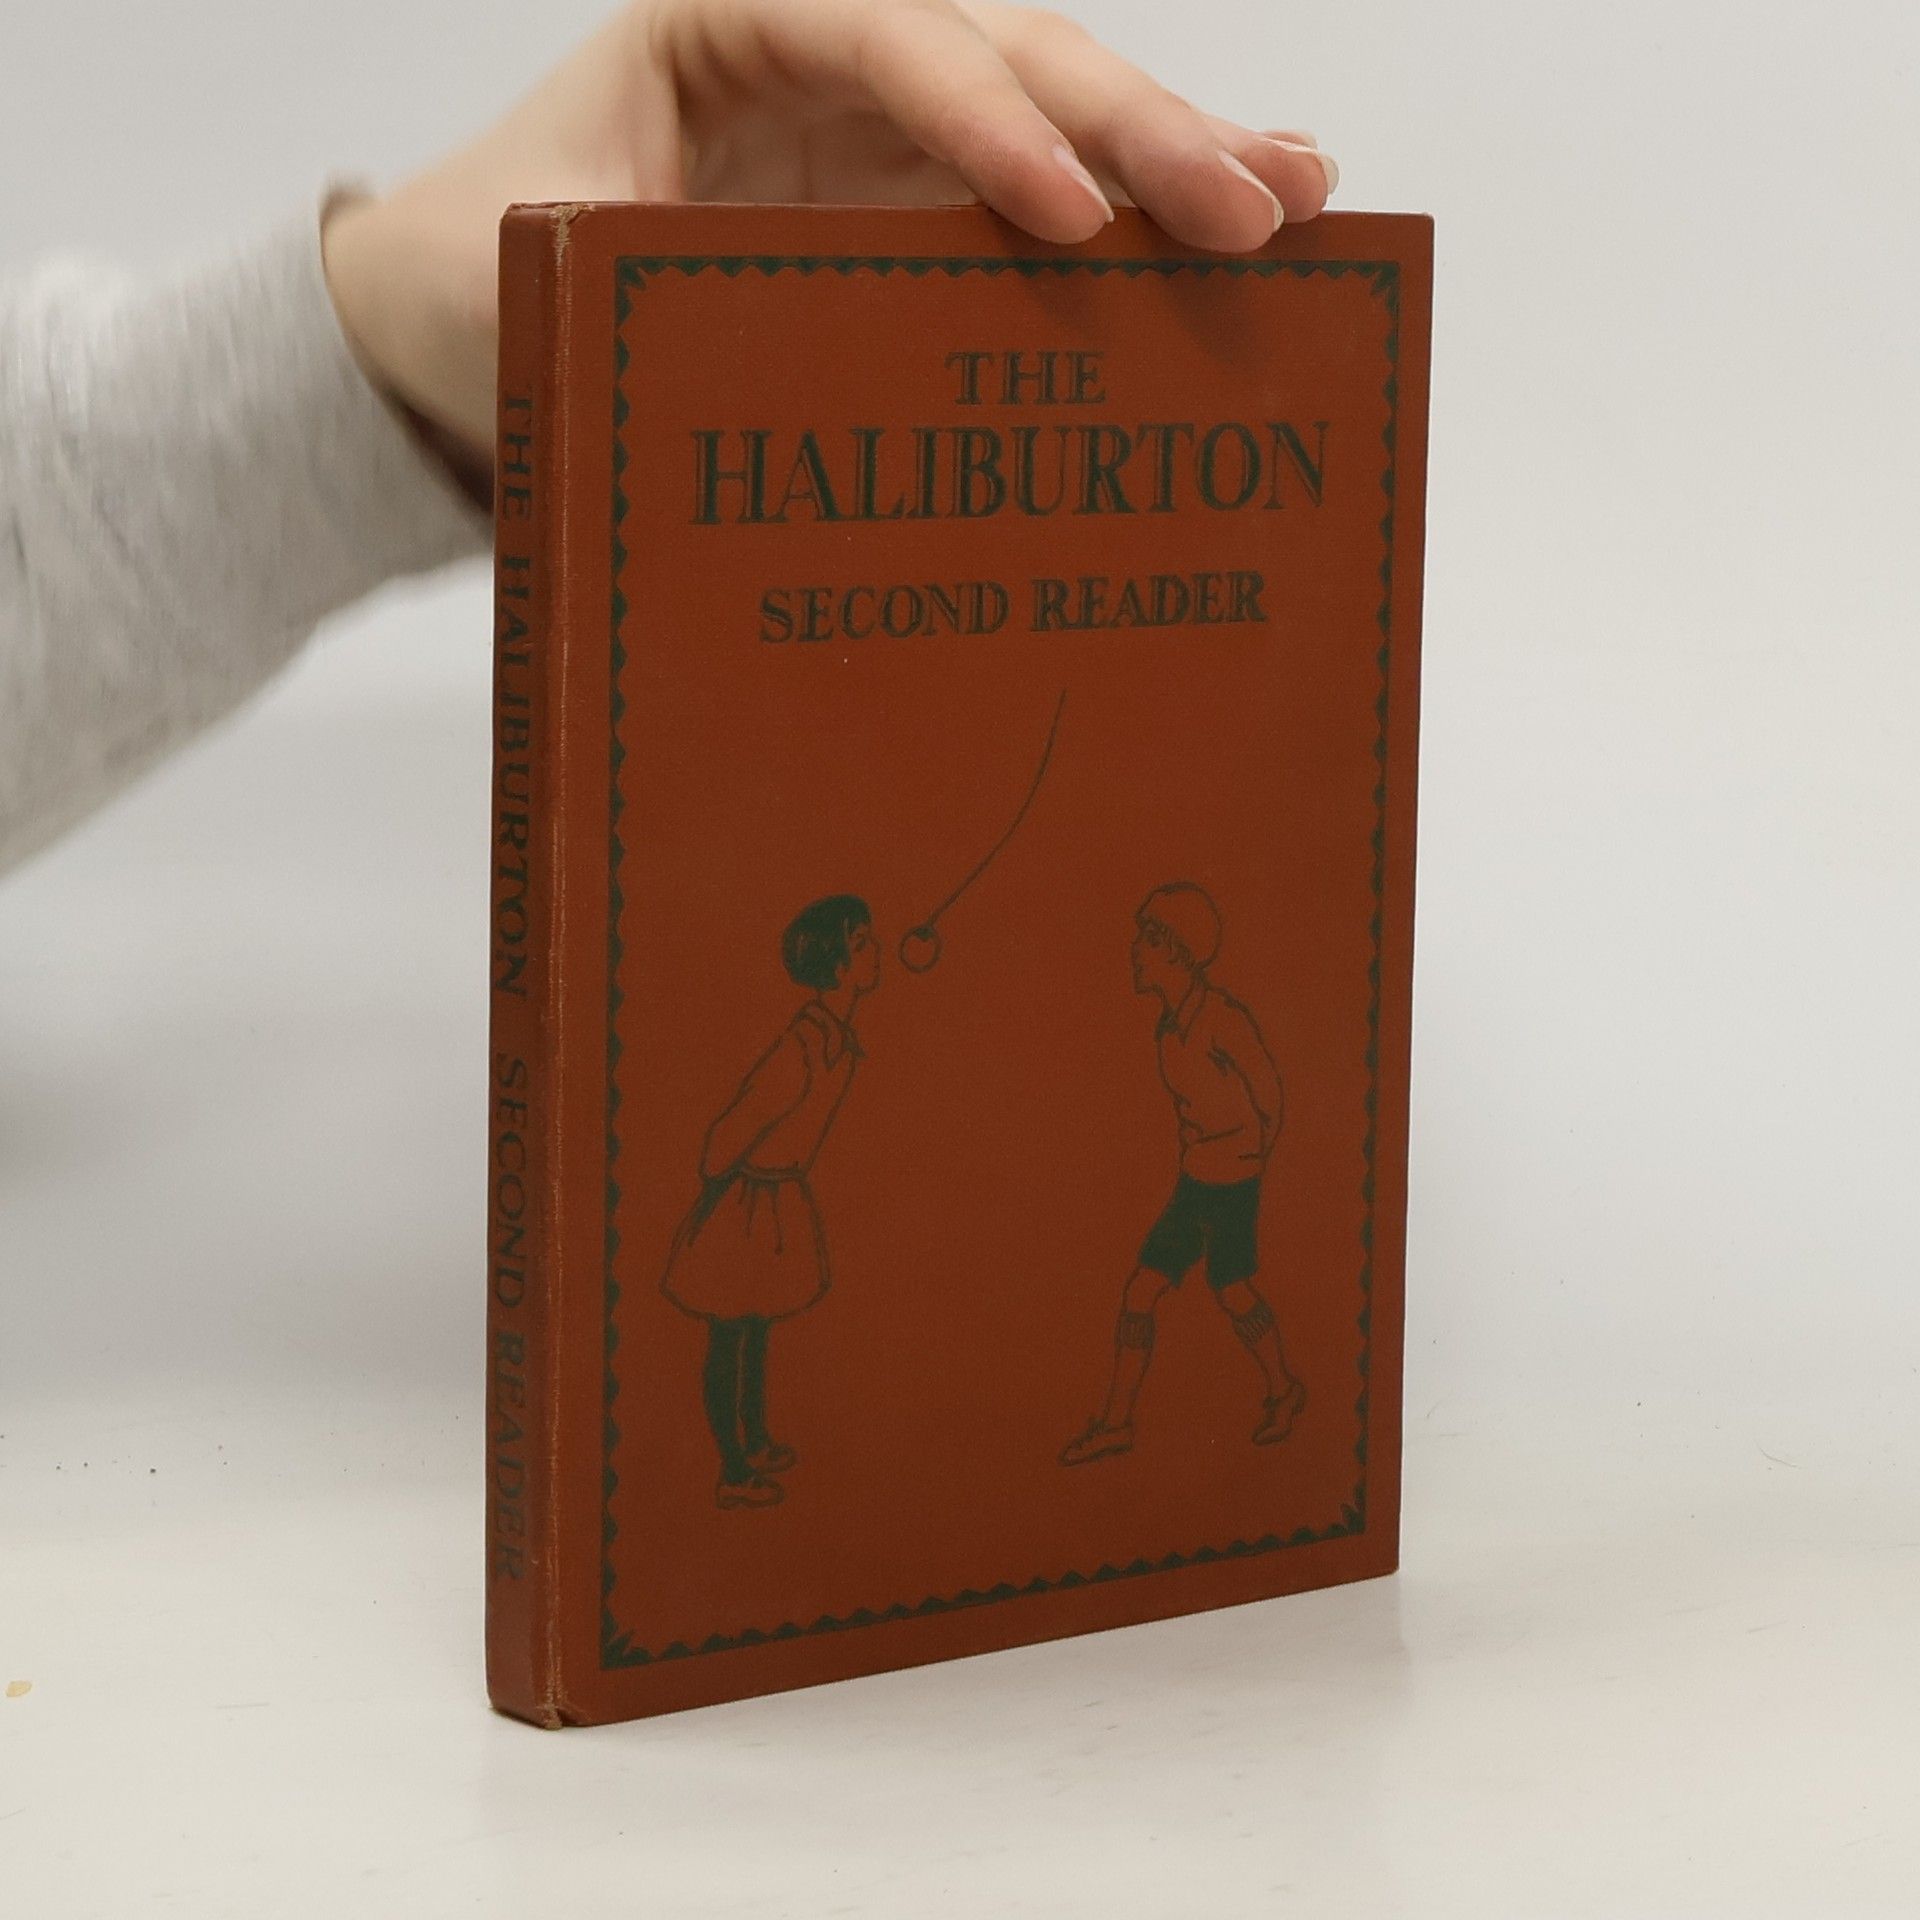 THE
HALIBURTON
SECOND READER
THE HALIBURTON SECOND READER